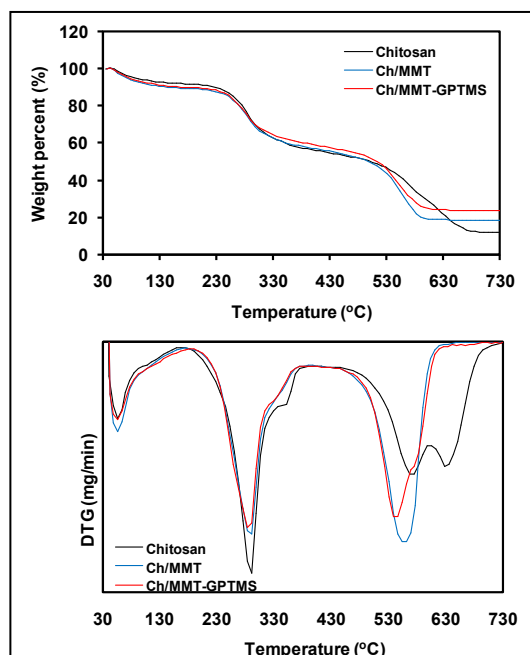 120
100
80
60
40
20
0
Weight percent (%)
Chitosan
Ch/MMT
Ch/MMT-GPTMS
30 130 230 330 430 530 630 730
Temperature (°C)
DTG (mg/min)
Chitosan
Ch/MMT
Ch/MMT-GPTMS
30 130 230 330 430 530 630 730
Temperature (°C)